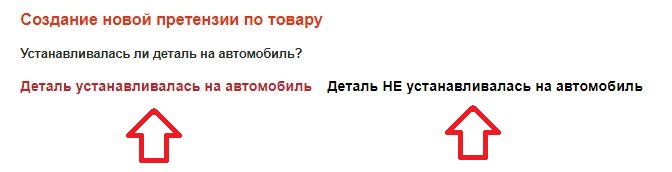 Создание новой претензии по товару
Устанавливалась ли деталь на автомобиль?
Деталь устанавливалась на автомобиль Деталь НЕ устанавливалась на автомобиль